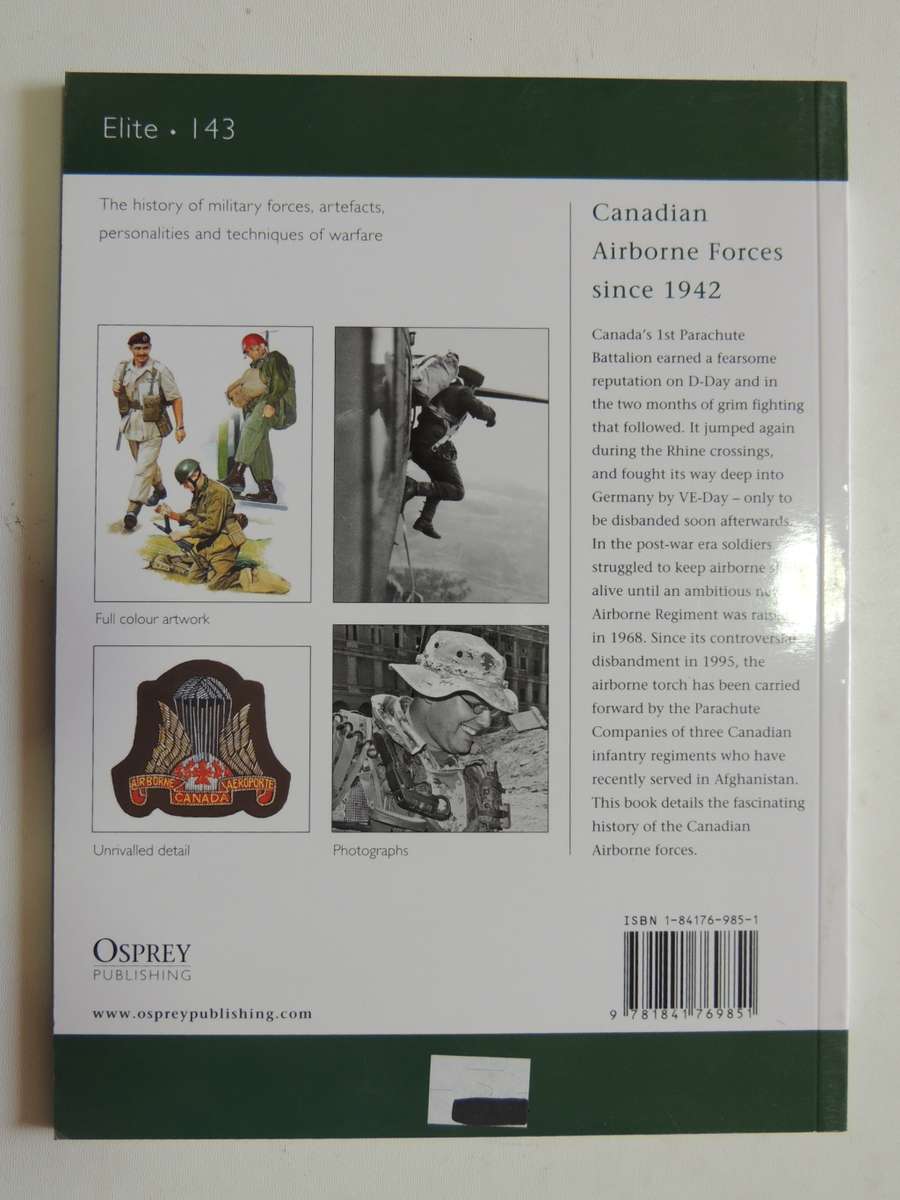 Elite • 143
The history of military forces, artefacts,
personalities and techniques of warfare
Full colour artwork
AIRBORNE AEROPORTE
CANADA
Unrivalled detail
Photographs
Canadian
Airborne Forces
since 1942
Canada's 1st Parachute
Battalion earned a fearsome
reputation on D-Day and in
the two months of grim fighting
that followed. It jumped again
during the Rhine crossings,
and fought its way deep into
Germany by VE-Day – only to
be disbanded soon afterwards.
In the post-war era soldiers
struggled to keep airborne
alive until an ambitious
Airborne Regiment was
in 1968. Since its controversial
disbandment in 1995, the
airborne torch has been carried
forward by the Parachute
Companies of three Canadian
infantry regiments who have
recently served in Afghanistan.
This book details the fascinating
history of the Canadian
Airborne forces.
OSPREY
PUBLISHING
www.ospreypublishing.com
ISBN 1-84176-985-1
9 781841 769851